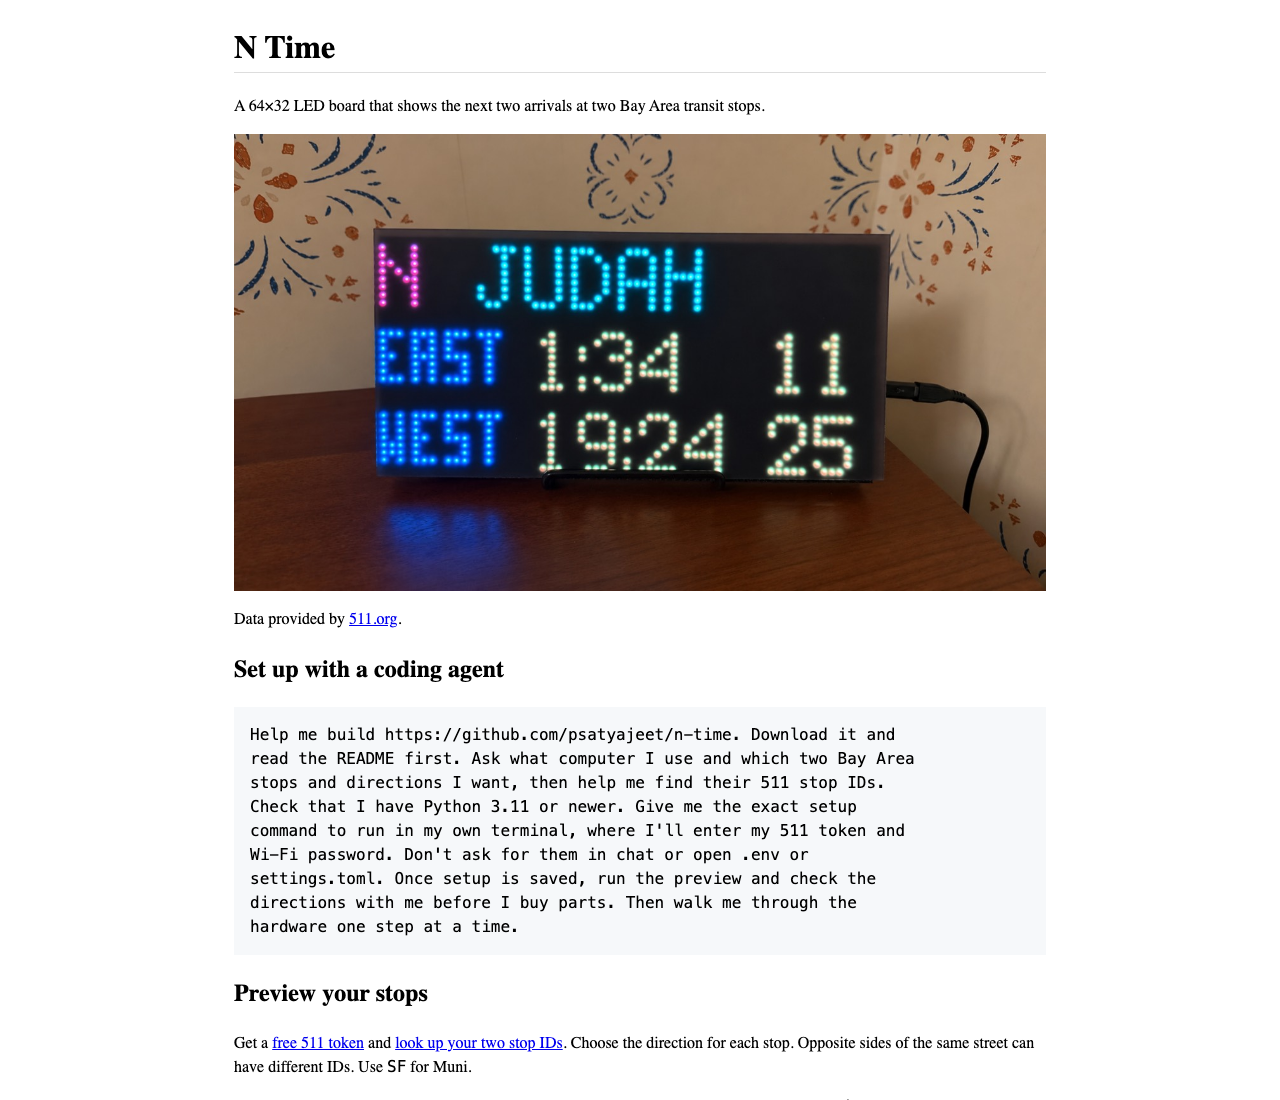 N Time
A 64×32 LED board that shows the next two arrivals at two Bay Area transit stops.
N JUDAH
EAST 1:34 11
WEST 19:24 25
Data provided by 511.org.
Set up with a coding agent
Help me build https://github.com/psatyajeet/n-time. Download it and
read the README first. Ask what computer I use and which two Bay Area
stops and directions I want, then help me find their 511 stop IDs.
Check that I have Python 3.11 or newer. Give me the exact setup
command to run in my own terminal, where I'll enter my 511 token and
Wi-Fi password. Don't ask for them in chat or open .env or
settings.toml. Once setup is saved, run the preview and check the
directions with me before I buy parts. Then walk me through the
hardware one step at a time.
Preview your stops
Get a free 511 token and look up your two stop IDs. Choose the direction for each stop. Opposite sides of the same street can
have different IDs. Use SF for Muni.